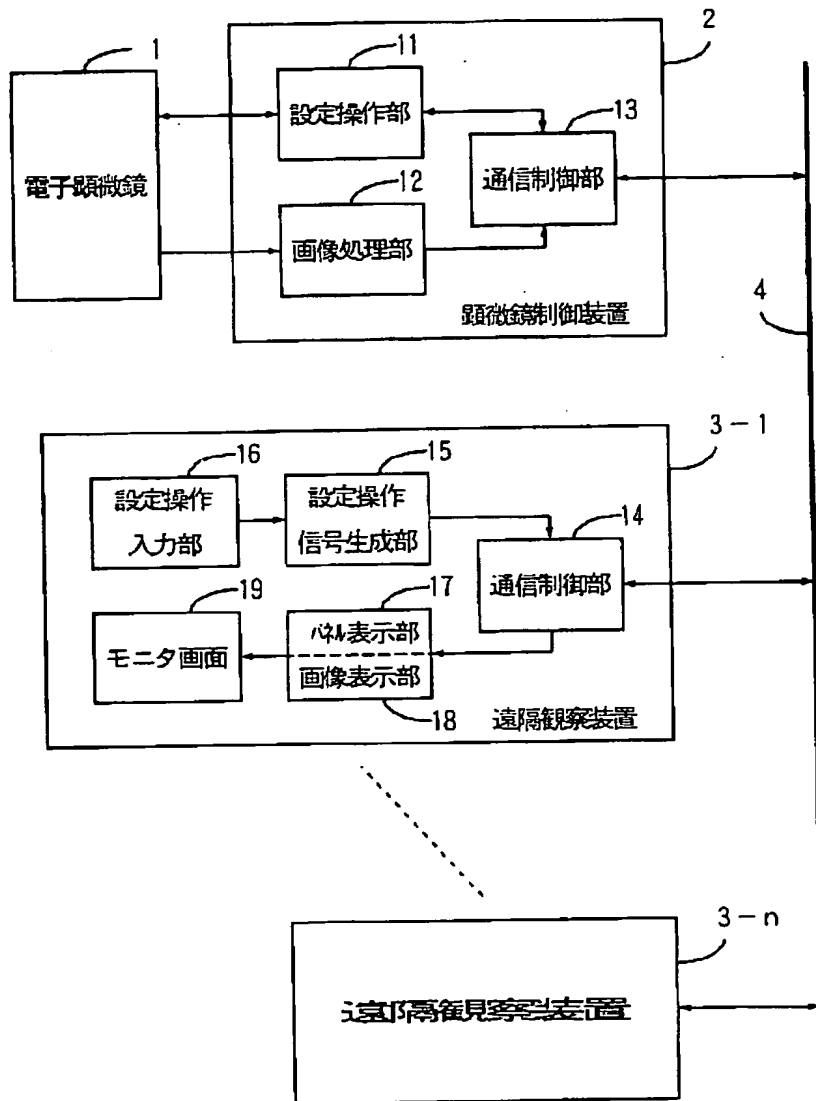 1
電子顕微鏡
2
11
設定操作部
12
画像処理部
13
通信制御部
顕微鏡制御装置
4
3-1
16
設定操作
入力部
15
設定操作
信号生成部
14
通信制御部
19
モニタ画面
17
パネル表示部
画像表示部
18
遠隔観察装置
3-n
遠隔観察装置